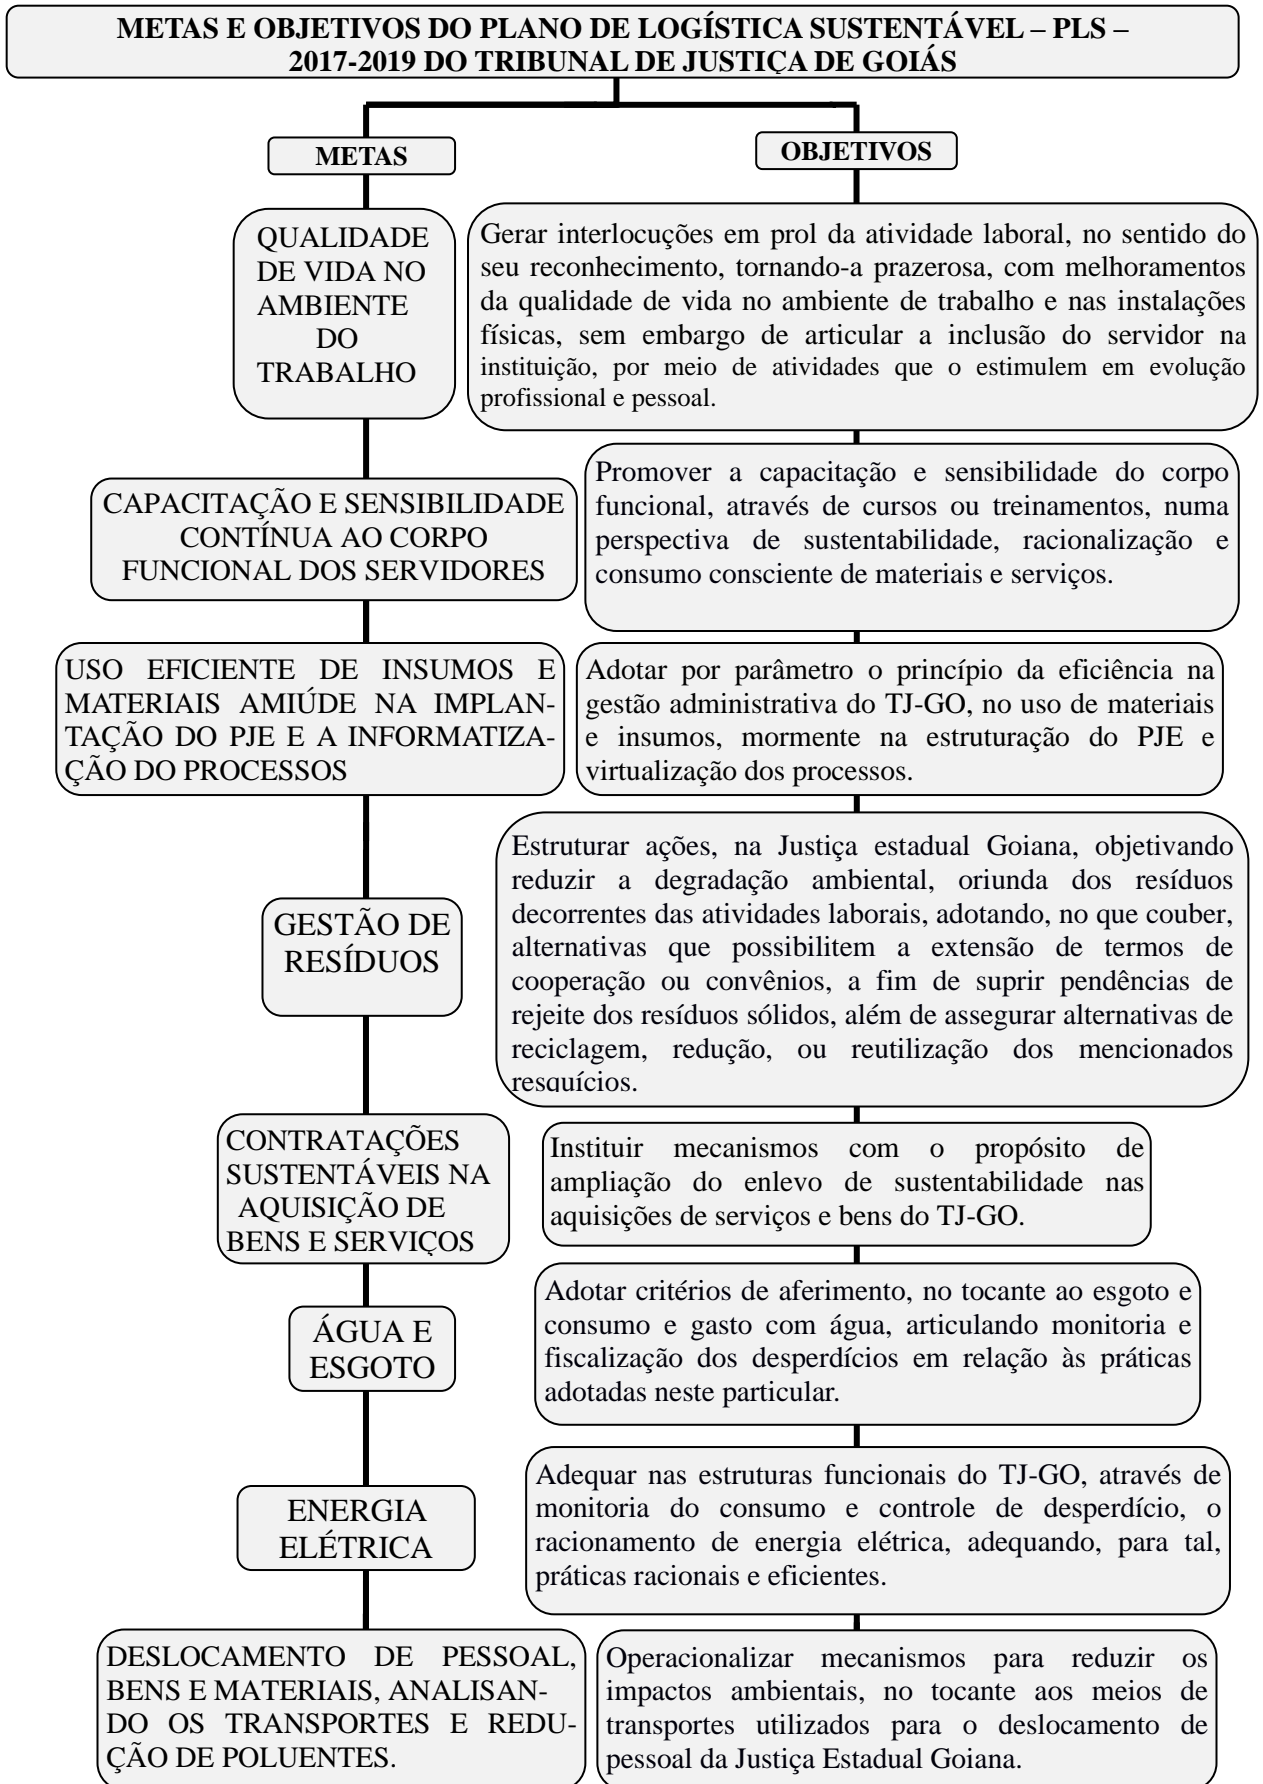 METAS E OBJETIVOS DO PLANO DE LOGÍSTICA SUSTENTÁVEL – PLS –
2017-2019 DO TRIBUNAL DE JUSTIÇA DE GOIÁS
METAS
OBJETIVOS
QUALIDADE
DE VIDA NO
AMBIENTE
DO
TRABALHO
Gerar interlocuções em prol da atividade laboral, no sentido do
seu reconhecimento, tornando-a prazerosa, com melhoramentos
da qualidade de vida no ambiente de trabalho e nas instalações
físicas, sem embargo de articular a inclusão do servidor na
instituição, por meio de atividades que o estimulem em evolução
profissional e pessoal.
CAPACITAÇÃO E SENSIBILIDADE
CONTÍNUA AO CORPO
FUNCIONAL DOS SERVIDORES
Promover a capacitação e sensibilidade do corpo
funcional, através de cursos ou treinamentos, numa
perspectiva de sustentabilidade, racionalização e
consumo consciente de materiais e serviços.
USO EFICIENTE DE INSUMOS E
MATERIAIS AMIÚDE NA IMPLAN-
TAÇÃO DO PJE E A INFORMATIZA-
ÇÃO DO PROCESSOS
Adotar por parâmetro o princípio da eficiência na
gestão administrativa do TJ-GO, no uso de materiais
e insumos, mormente na estruturação do PJE e
virtualização dos processos.
GESTÃO DE
RESÍDUOS
Estruturar ações, na Justiça estadual Goiana, objetivando
reduzir a degradação ambiental, oriunda dos resíduos
decorrentes das atividades laborais, adotando, no que couber,
alternativas que possibilitem a extensão de termos de
cooperação ou convênios, a fim de suprir pendências de
rejeite dos resíduos sólidos, além de assegurar alternativas de
reciclagem, redução, ou reutilização dos mencionados
resquícios.
CONTRATAÇÕES
SUSTENTÁVEIS NA
AQUISIÇÃO DE
BENS E SERVIÇOS
Instituir mecanismos com o propósito de
ampliação do enlevo de sustentabilidade nas
aquisições de serviços e bens do TJ-GO.
ÁGUA E
ESGOTO
Adotar critérios de aferimento, no tocante ao esgoto e
consumo e gasto com água, articulando monitoria e
fiscalização dos desperdícios em relação às práticas
adotadas neste particular.
ENERGIA
ELÉTRICA
Adequar nas estruturas funcionais do TJ-GO, através de
monitoria do consumo e controle de desperdício, o
racionamento de energia elétrica, adequando, para tal,
práticas racionais e eficientes.
DESLOCAMENTO DE PESSOAL,
BENS E MATERIAIS, ANALISAN-
DO OS TRANSPORTES E REDU-
ÇÃO DE POLUENTES.
Operacionalizar mecanismos para reduzir os
impactos ambientais, no tocante aos meios de
transportes utilizados para o deslocamento de
pessoal da Justiça Estadual Goiana.